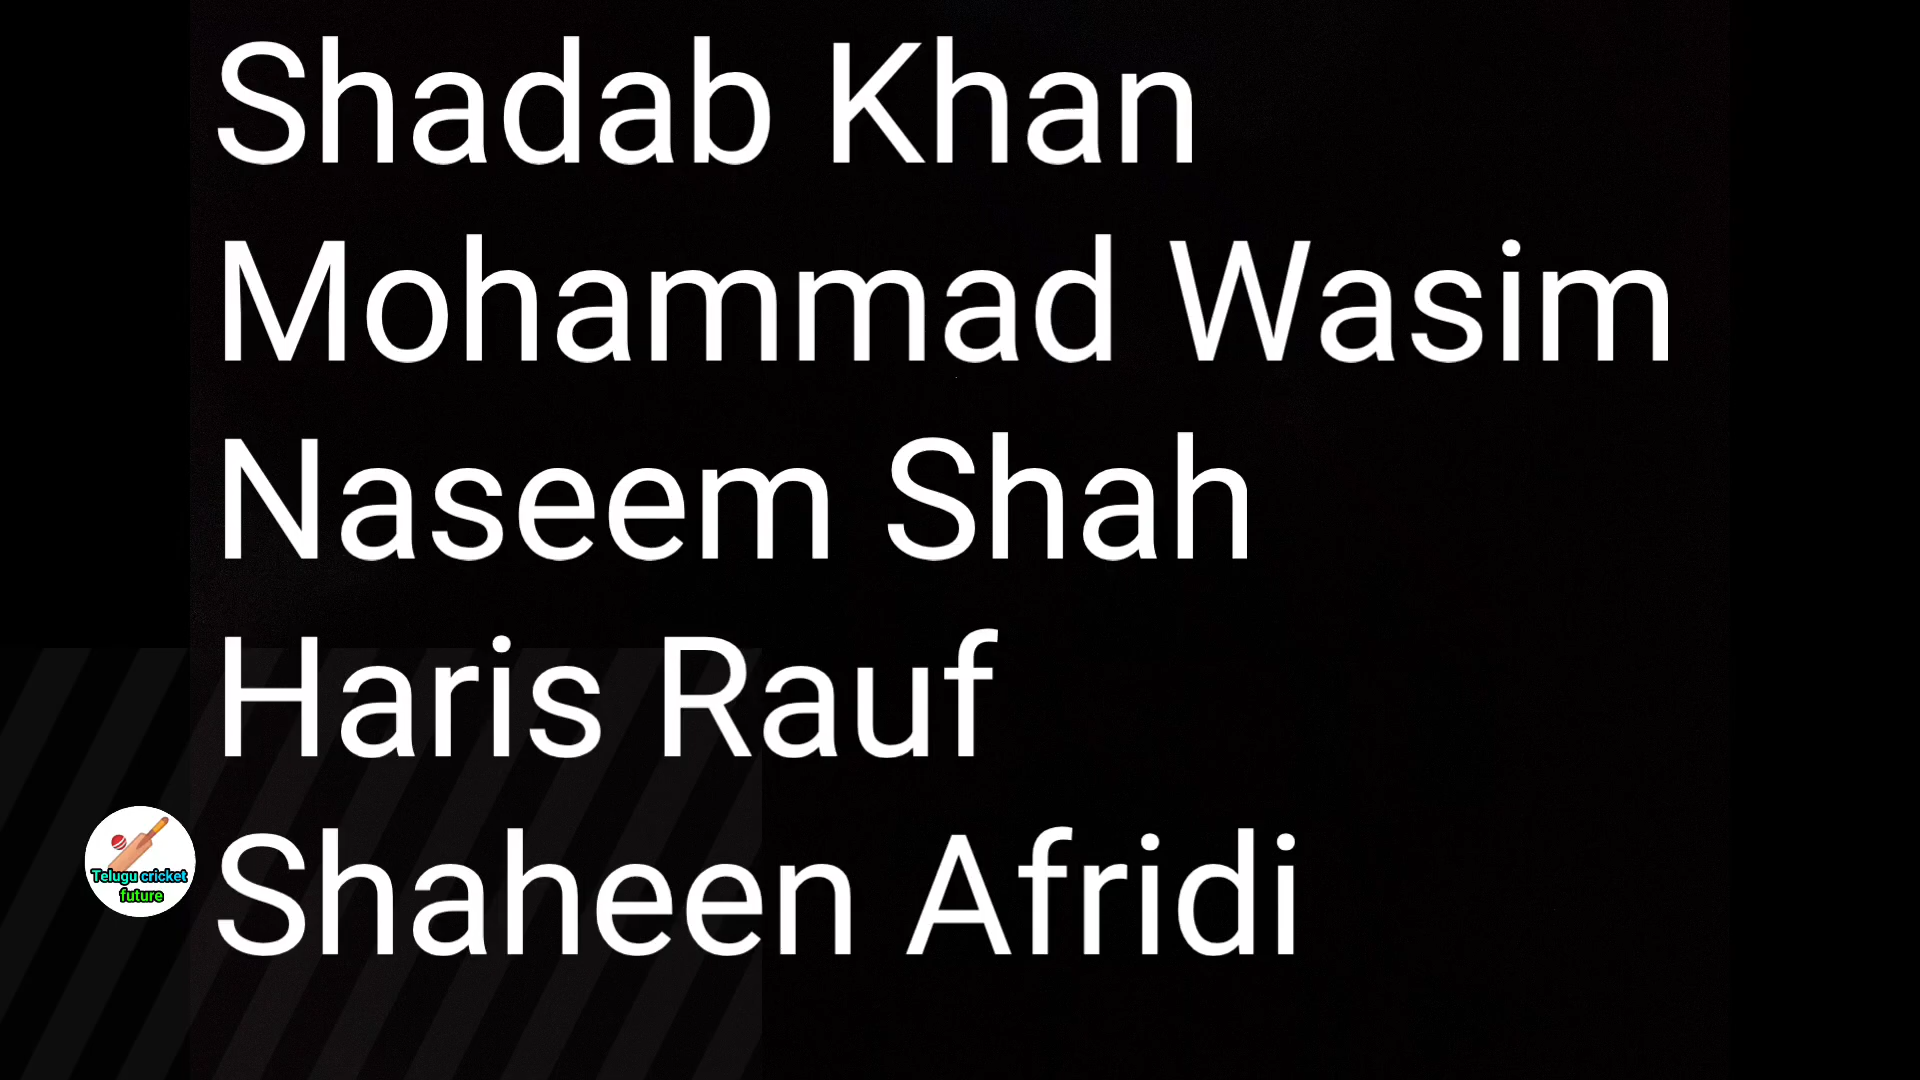 Shadab Khan
Mohammad Wasim
Naseem Shah
Haris Rauf
Shaheen Afridi
Telugu cricket
future